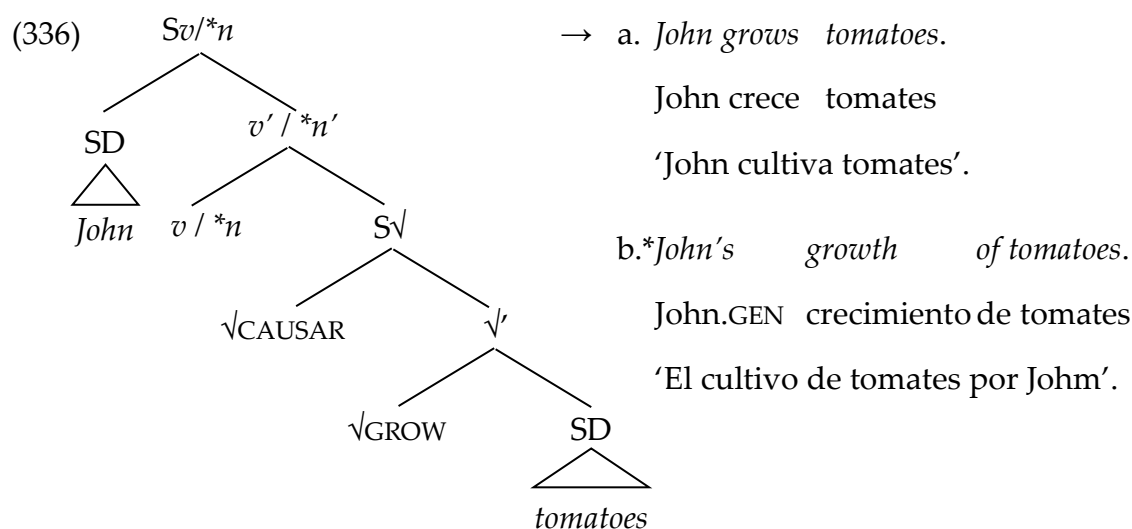 (336) Sv/*n → a. John grows tomatoes.
John crece tomates
SD v’ / *n’
‘John cultiva tomates’.
John v / *n S√
b.*John’s growth of tomatoes.
John.GEN crecimiento de tomates
√CAUSAR √’
‘El cultivo de tomates por Johm’.
√GROW SD
tomatoes